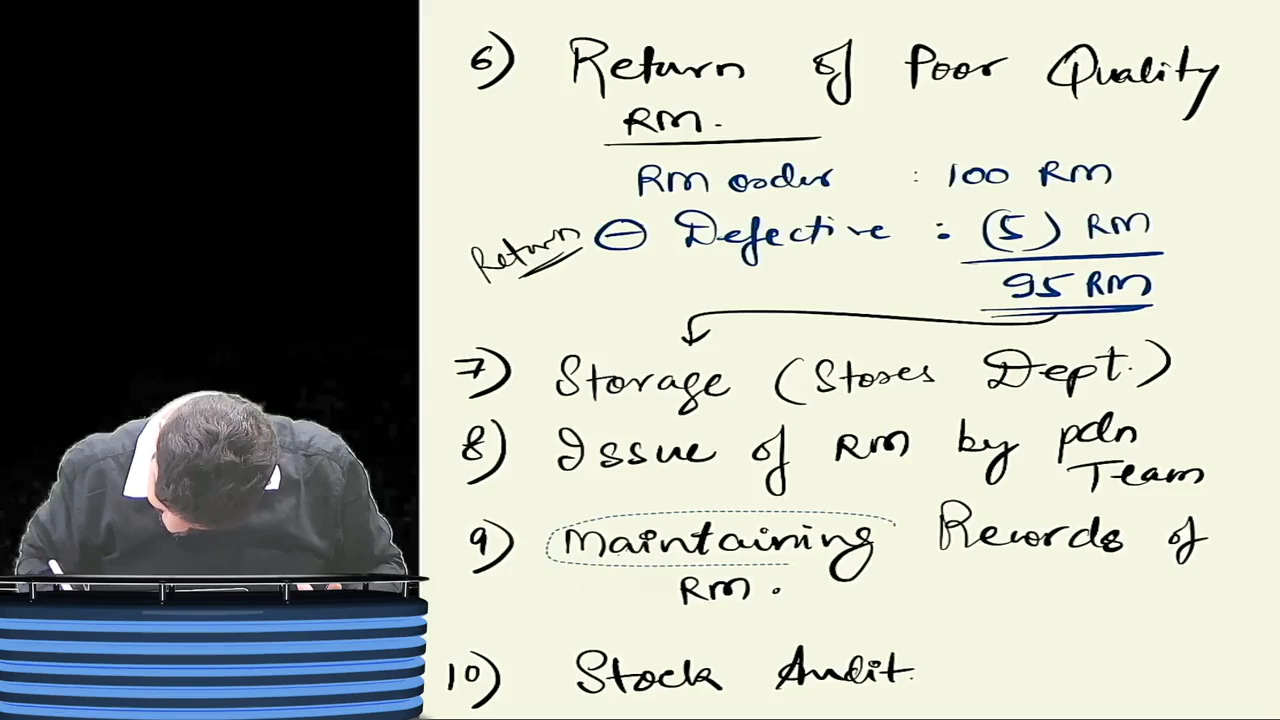 6) Return of Poor Quality
RM.
RM order : 100 RM
Return ⊖ Defective : (5) RM
95 RM
7) Storage (Stores Dept.)
8) Issue of RM by pdn
Team
9) Maintaining Records of
RM.
10) Stock Audit.